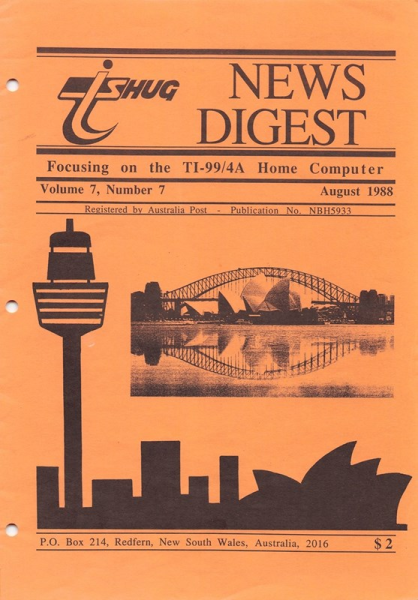 TISHUG
NEWS
DIGEST
Focusing on the TI-99/4A Home Computer
Volume 7, Number 7 August 1988
Registered by Australia Post - Publication No. NBH5933
P.O. Box 214, Redfern, New South Wales, Australia, 2016 $2